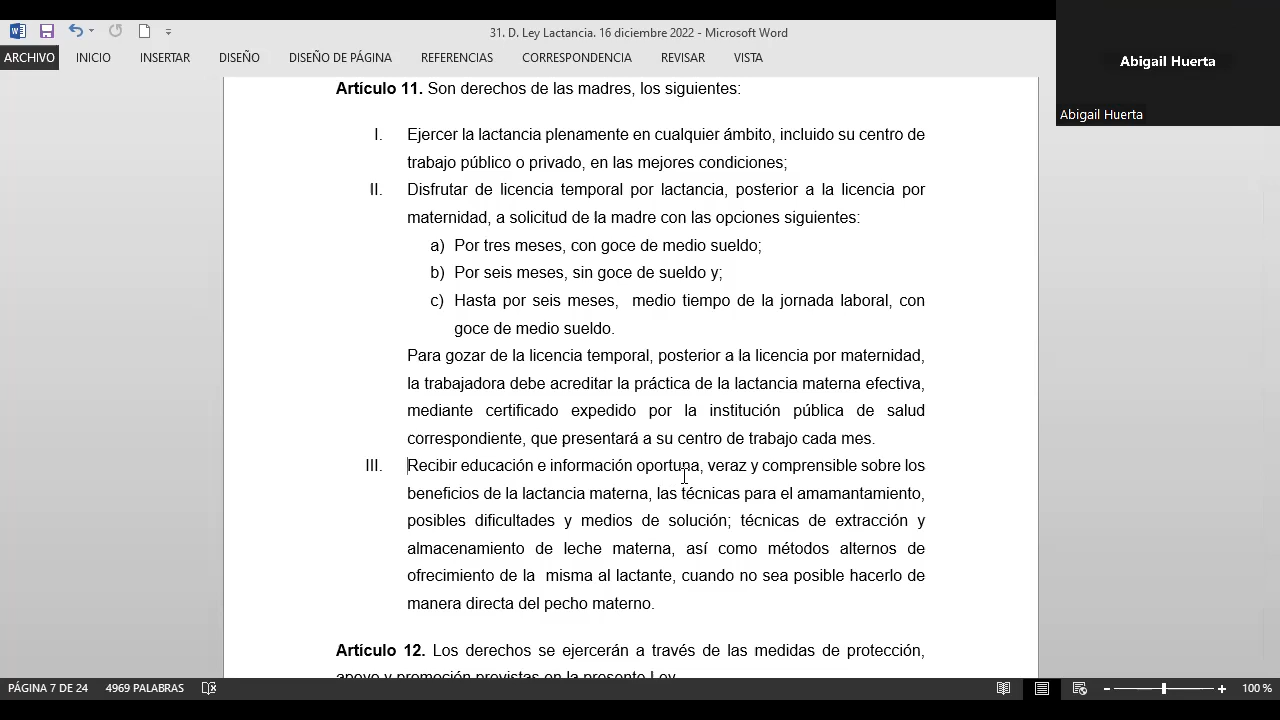 31. D. Ley Lactancia. 16 diciembre 2022 - Microsoft Word
ARCHIVO INICIO INSERTAR DISEÑO DISEÑO DE PÁGINA REFERENCIAS CORRESPONDENCIA REVISAR VISTA
Abigail Huerta
Abigail Huerta
Artículo 11. Son derechos de las madres, los siguientes:
I. Ejercer la lactancia plenamente en cualquier ámbito, incluido su centro de
trabajo público o privado, en las mejores condiciones;
II. Disfrutar de licencia temporal por lactancia, posterior a la licencia por
maternidad, a solicitud de la madre con las opciones siguientes:
a) Por tres meses, con goce de medio sueldo;
b) Por seis meses, sin goce de sueldo y;
c) Hasta por seis meses,  medio tiempo de la jornada laboral, con
goce de medio sueldo.
Para gozar de la licencia temporal, posterior a la licencia por maternidad,
la trabajadora debe acreditar la práctica de la lactancia materna efectiva,
mediante certificado expedido por la institución pública de salud
correspondiente, que presentará a su centro de trabajo cada mes.
III. Recibir educación e información oportuna, veraz y comprensible sobre los
beneficios de la lactancia materna, las técnicas para el amamantamiento,
posibles dificultades y medios de solución; técnicas de extracción y
almacenamiento de leche materna, así como métodos alternos de
ofrecimiento de la  misma al lactante, cuando no sea posible hacerlo de
manera directa del pecho materno.
Artículo 12. Los derechos se ejercerán a través de las medidas de protección,
apoyo y promoción previstas en la presente Ley
PÁGINA 7 DE 24 4969 PALABRAS 100 %